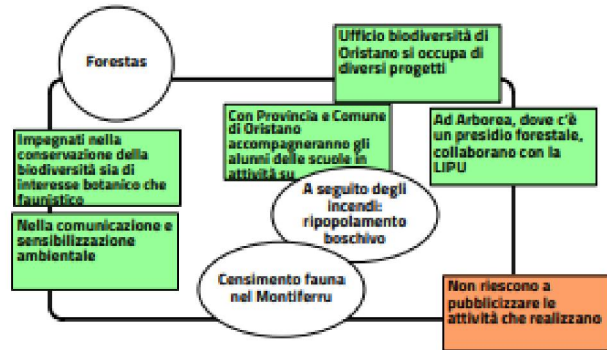 Forestas
Ufficio biodiversità di
Oristano si occupa di
diversi progetti
Con Provincia e Comune
di Oristano
accompagneranno gli
alunni delle scuole in
attività su
Ad Arborea, dove c'è
un presidio forestale,
collaborano con la
LIPU
Impegnati nella
conservazione della
biodiversità sia di
interesse botanico che
faunistico
A seguito degli
incendi:
ripopolamento
boschivo
Nella comunicazione e
sensibilizzazione
ambientale
Censimento fauna
nel Montiferru
Non riescono a
pubblicizzare le
attività che realizzano